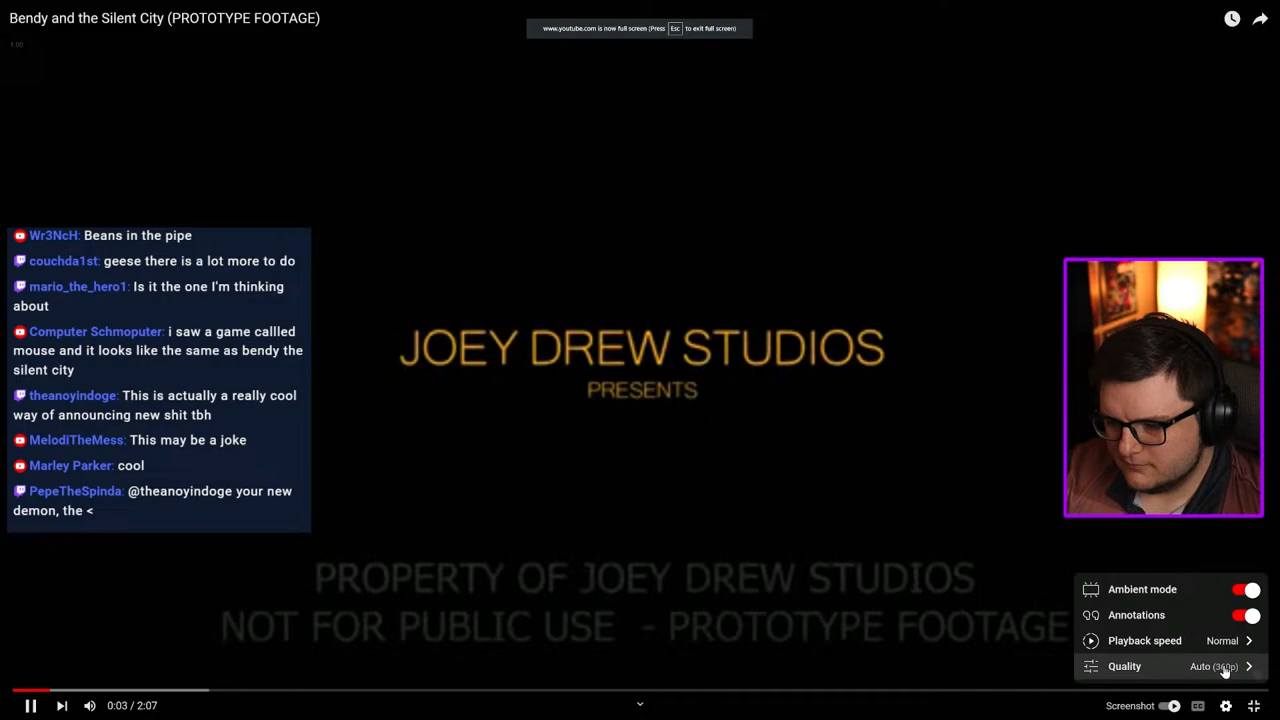 Bendy and the Silent City (PROTOTYPE FOOTAGE)
www.youtube.com is now full screen (Press Esc to exit full screen)
1.00
Wr3NcH: Beans in the pipe
couchda1st: geese there is a lot more to do
mario_the_hero1: Is it the one I'm thinking
about
Computer Schmoputer: i saw a game callled
mouse and it looks like the same as bendy the
silent city
theanoyindoge: This is actually a really cool
way of announcing new shit tbh
MelodITheMess: This may be a joke
Marley Parker: cool
PepeTheSpinda: @theanoyindoge your new
demon, the <
JOEY DREW STUDIOS
PRESENTS
PROPERTY OF JOEY DREW STUDIOS
NOT FOR PUBLIC USE - PROTOTYPE FOOTAGE
Ambient mode
Annotations
Playback speed Normal
Quality Auto (360p)
0:03 / 2:07
Screenshot
CC